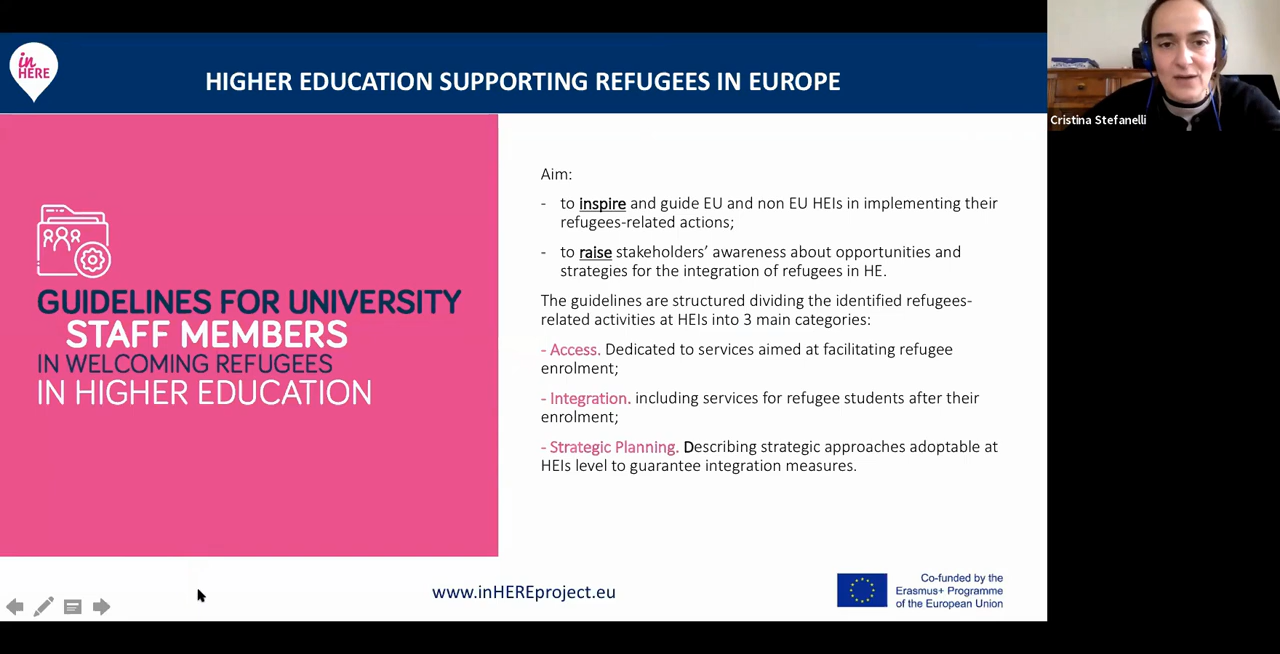 in
HERE
HIGHER EDUCATION SUPPORTING REFUGEES IN EUROPE
Cristina Stefanelli
GUIDELINES FOR UNIVERSITY
STAFF MEMBERS
IN WELCOMING REFUGEES
IN HIGHER EDUCATION
Aim:
- to inspire and guide EU and non EU HEIs in implementing their
refugees-related actions;
- to raise stakeholders’ awareness about opportunities and
strategies for the integration of refugees in HE.
The guidelines are structured dividing the identified refugees-
related activities at HEIs into 3 main categories:
- Access. Dedicated to services aimed at facilitating refugee
enrolment;
- Integration. including services for refugee students after their
enrolment;
- Strategic Planning. Describing strategic approaches adoptable at
HEIs level to guarantee integration measures.
www.inHEREproject.eu
Co-funded by the
Erasmus+ Programme
of the European Union